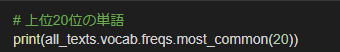 # 上位20位の単語
print(all_texts.vocab.freqs.most_common(20))